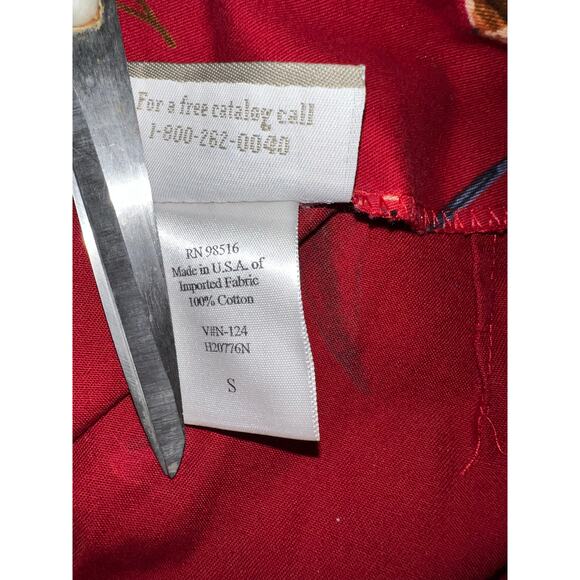 For a free catalog call
1-800-262-0040
RN 98516
Made in U.S.A. of
Imported Fabric
100% Cotton
V#N-124
H20776N
S